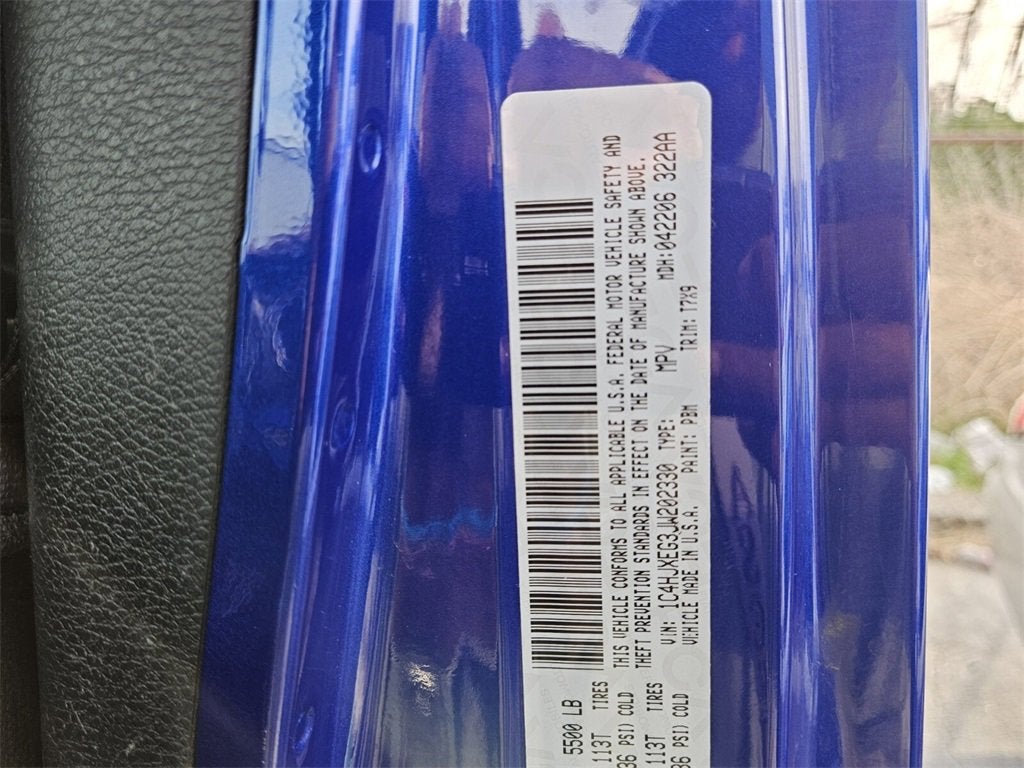 5500 LB
113T TIRES
36 PSI) COLD
113T TIRES
36 PSI) COLD
THIS VEHICLE CONFORMS TO ALL APPLICABLE U.S.A. FEDERAL MOTOR VEHICLE SAFETY AND
THEFT PREVENTION STANDARDS IN EFFECT ON THE DATE OF MANUFACTURE SHOWN ABOVE.
VIN: 1C4HJXEG3JW202330 TYPE: MPV MDH:042206 322AA
VEHICLE MADE IN U.S.A. PAINT: PBM TRIM: T7X9